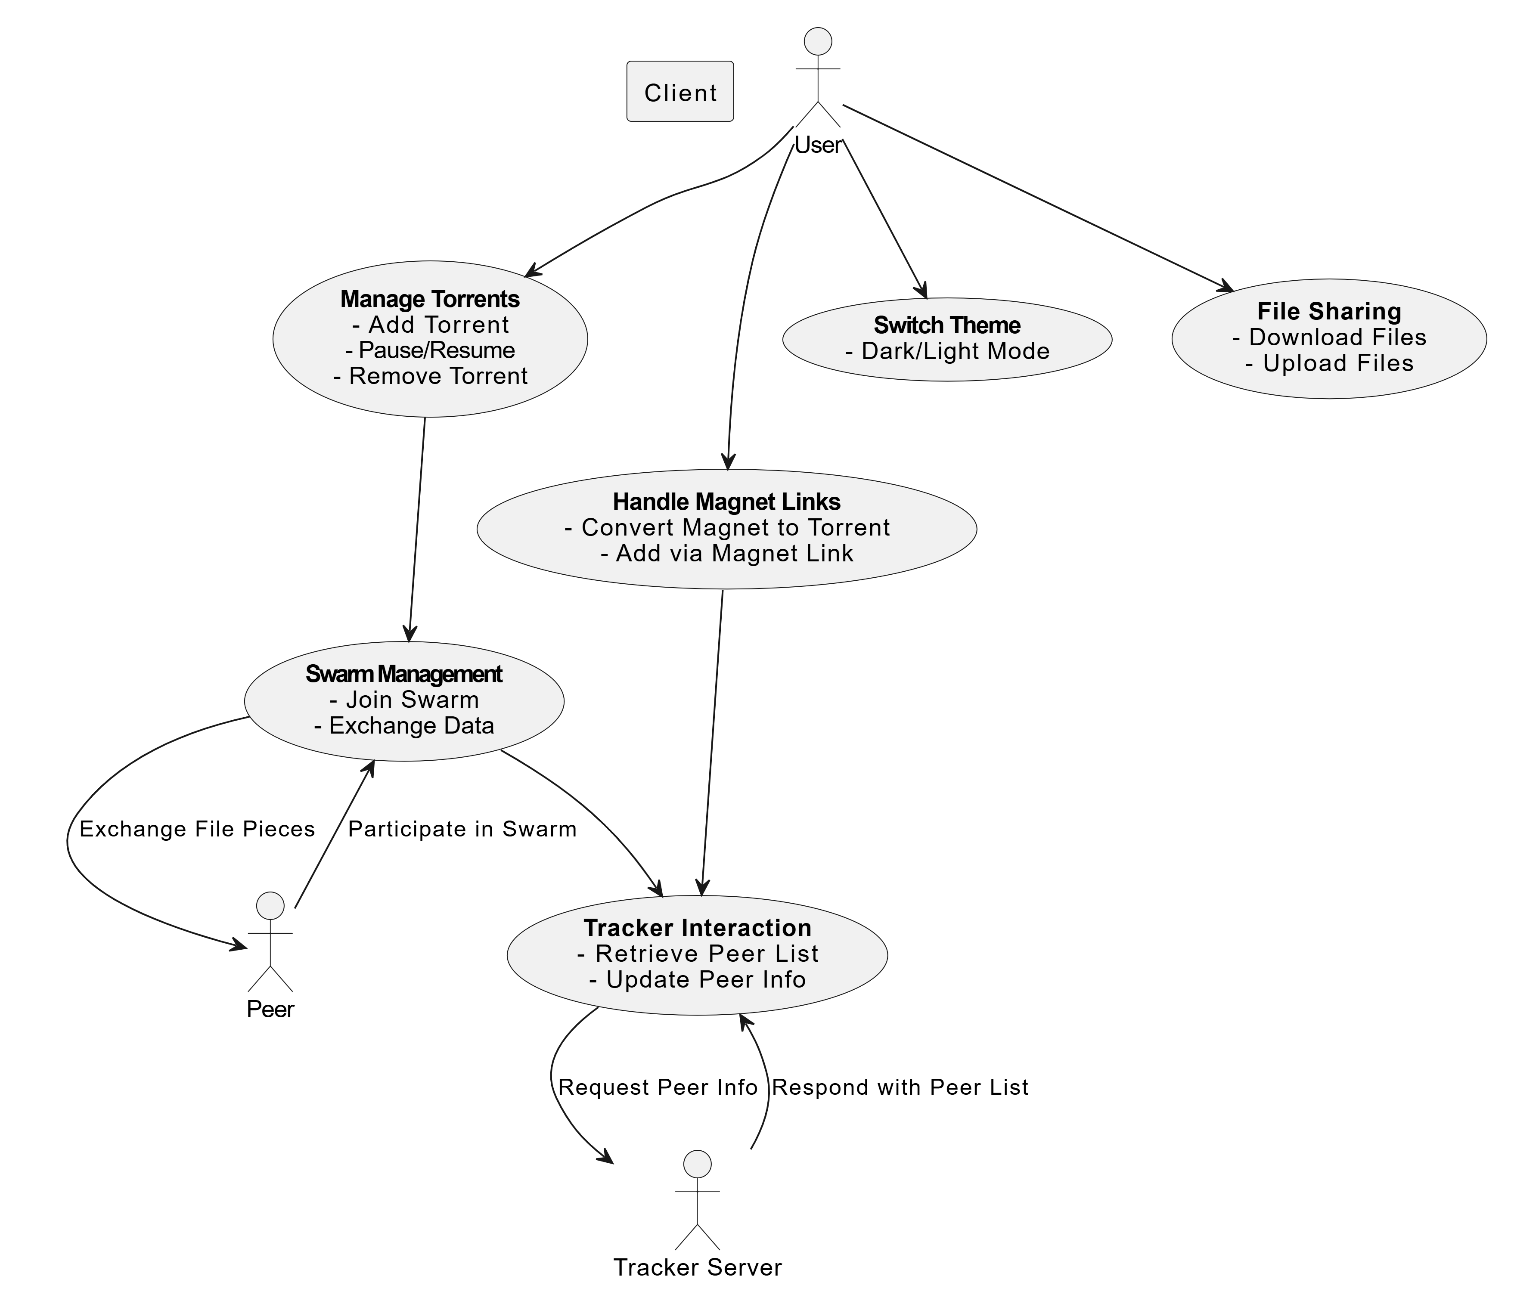 Client
User
Manage Torrents
- Add Torrent
- Pause/Resume
- Remove Torrent
Switch Theme
- Dark/Light Mode
File Sharing
- Download Files
- Upload Files
Handle Magnet Links
- Convert Magnet to Torrent
- Add via Magnet Link
Swarm Management
- Join Swarm
- Exchange Data
Exchange File Pieces
Participate in Swarm
Peer
Tracker Interaction
- Retrieve Peer List
- Update Peer Info
Request Peer Info
Respond with Peer List
Tracker Server